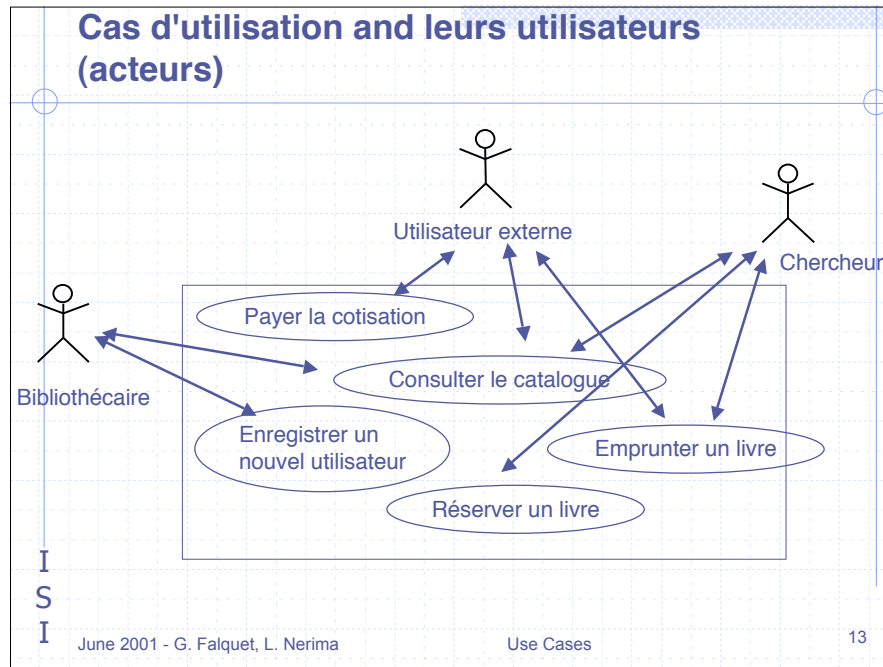 Cas d'utilisation and leurs utilisateurs
(acteurs)
Utilisateur externe
Chercheur
Payer la cotisation
Bibliothécaire
Consulter le catalogue
Enregistrer un
nouvel utilisateur
Emprunter un livre
Réserver un livre
I
S
I
June 2001 - G. Falquet, L. Nerima
Use Cases
13